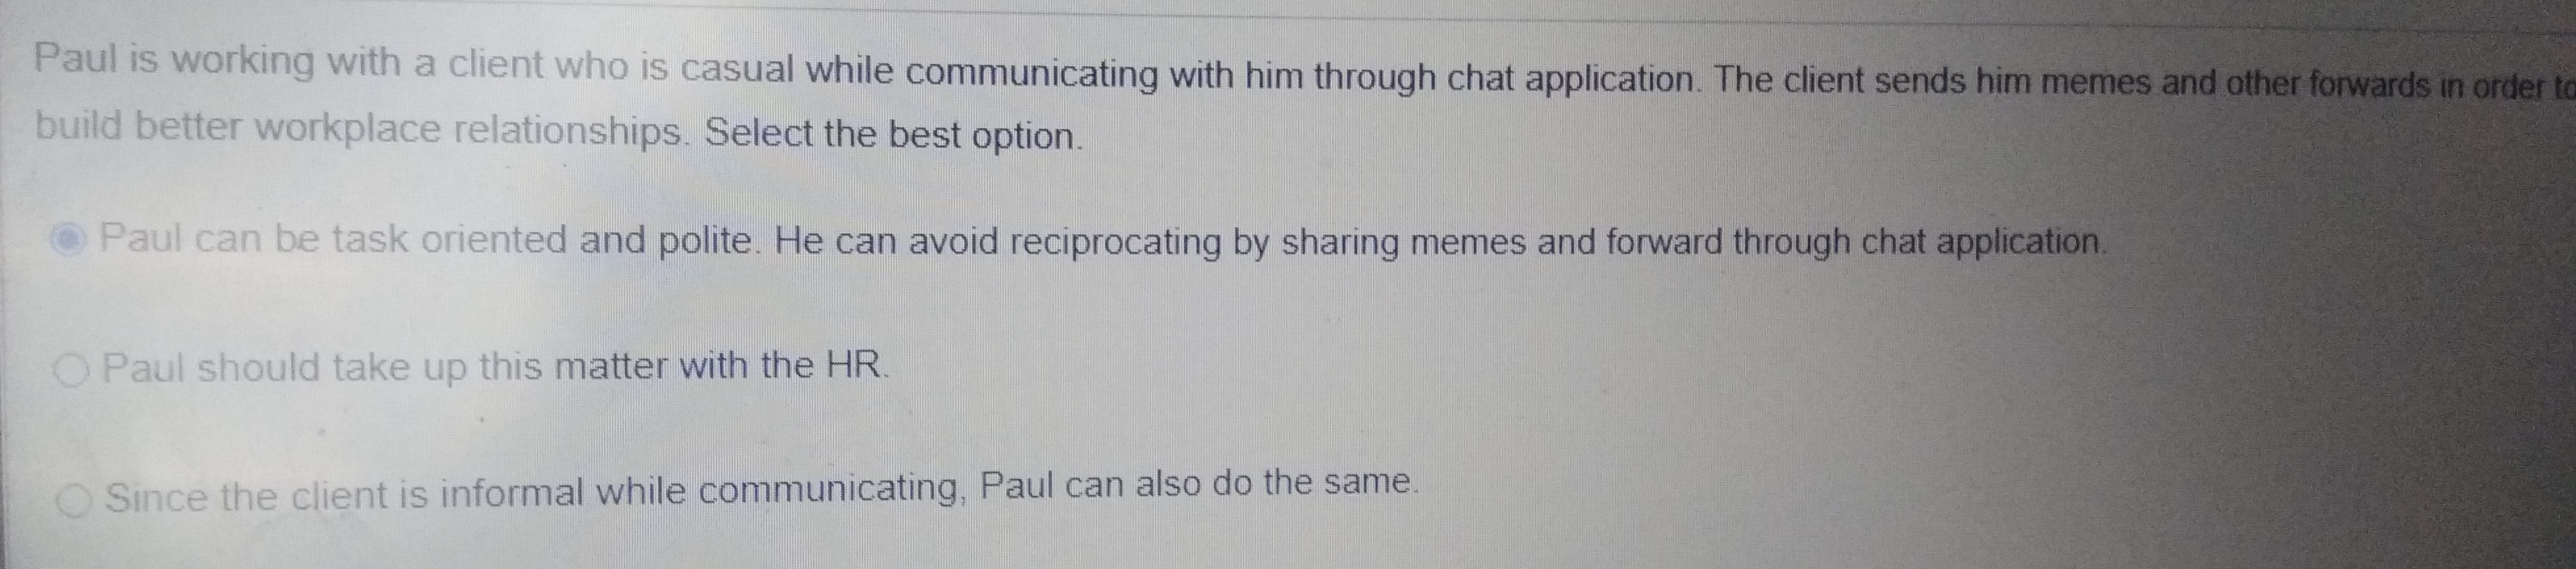 Paul is working with a client who is casual while communicating with him through chat application. The client sends him memes and other forwards in order to
build better workplace relationships. Select the best option.
Paul can be task oriented and polite. He can avoid reciprocating by sharing memes and forward through chat application.
Paul should take up this matter with the HR.
Since the client is informal while communicating, Paul can also do the same.